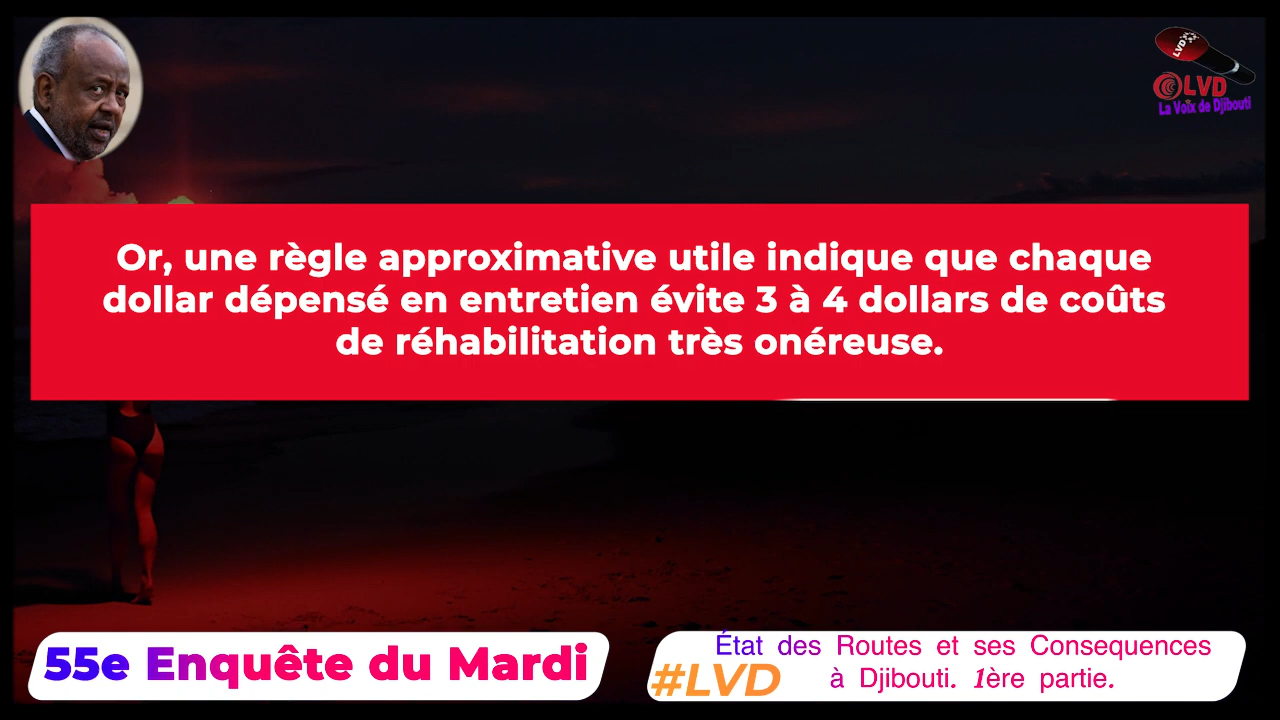 LVD
LVD
La Voix de Djibouti
Or, une règle approximative utile indique que chaque
dollar dépensé en entretien évite 3 à 4 dollars de coûts
de réhabilitation très onéreuse.
55e Enquête du Mardi
État des Routes et ses Consequences
à Djibouti. 1ère partie.
#LVD